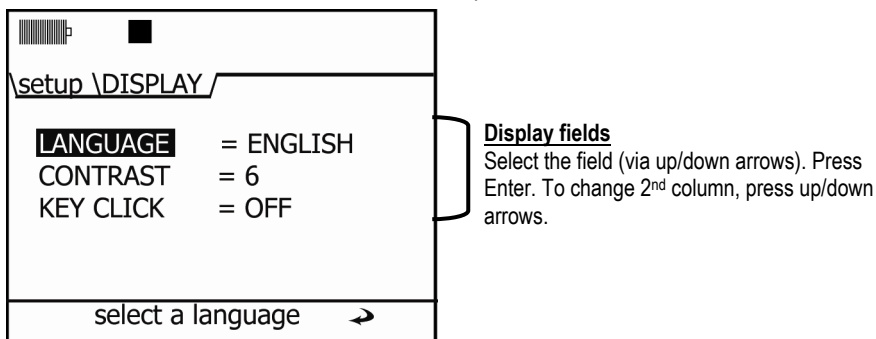 \setup \DISPLAY /
LANGUAGE = ENGLISH
CONTRAST = 6
KEY CLICK = OFF
select a language
Display fields
Select the field (via up/down arrows). Press
Enter. To change 2nd column, press up/down
arrows.